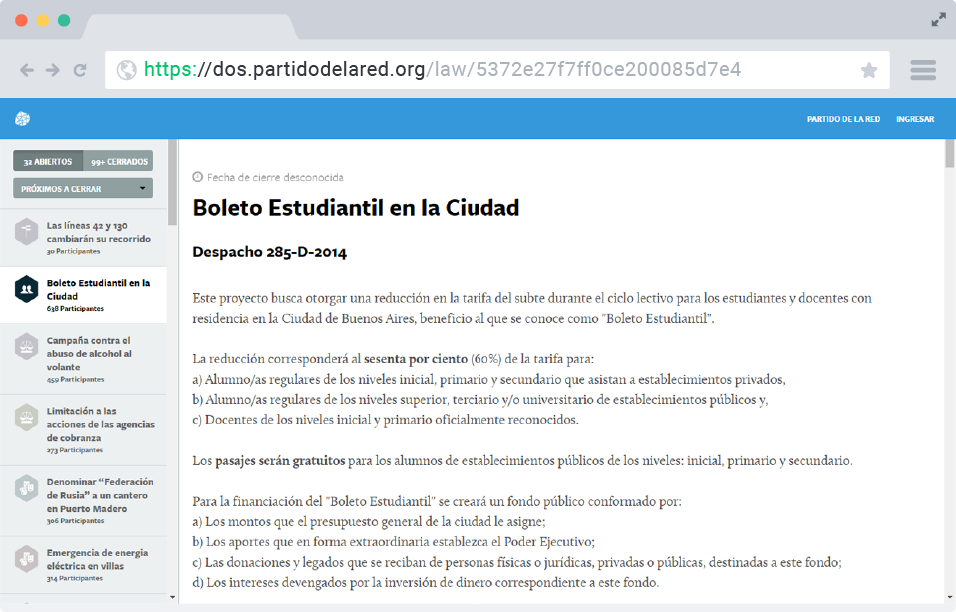 https://dos.partidodelared.org/law/5372e27f7ff0ce200085d7e4
PARTIDO DE LA RED
INGRESAR
32 ABIERTOS
99+ CERRADOS
PRÓXIMOS A CERRAR
Las líneas 42 y 130
cambiarán su recorrido
30 Participantes
Boleto Estudiantil en la
Ciudad
638 Participantes
Campaña contra el
abuso de alcohol al
volante
459 Participantes
Limitación a las
acciones de las agencias
de cobranza
273 Participantes
Denominar "Federación
de Rusia" a un cantero
en Puerto Madero
306 Participantes
Emergencia de energía
eléctrica en villas
314 Participantes
Fecha de cierre desconocida
Boleto Estudiantil en la Ciudad
Despacho 285-D-2014
Este proyecto busca otorgar una reducción en la tarifa del subte durante el ciclo lectivo para los estudiantes y docentes con
residencia en la Ciudad de Buenos Aires, beneficio al que se conoce como "Boleto Estudiantil".
La reducción corresponderá al sesenta por ciento (60%) de la tarifa para:
a) Alumno/as regulares de los niveles inicial, primario y secundario que asistan a establecimientos privados,
b) Alumno/as regulares de los niveles superior, terciario y/o universitario de establecimientos públicos y,
c) Docentes de los niveles inicial y primario oficialmente reconocidos.
Los pasajes serán gratuitos para los alumnos de establecimientos públicos de los niveles: inicial, primario y secundario.
Para la financiación del "Boleto Estudiantil" se creará un fondo público conformado por:
a) Los montos que el presupuesto general de la ciudad le asigne;
b) Los aportes que en forma extraordinaria establezca el Poder Ejecutivo;
c) Las donaciones y legados que se reciban de personas físicas o jurídicas, privadas o públicas, destinadas a este fondo;
d) Los intereses devengados por la inversión de dinero correspondiente a este fondo.